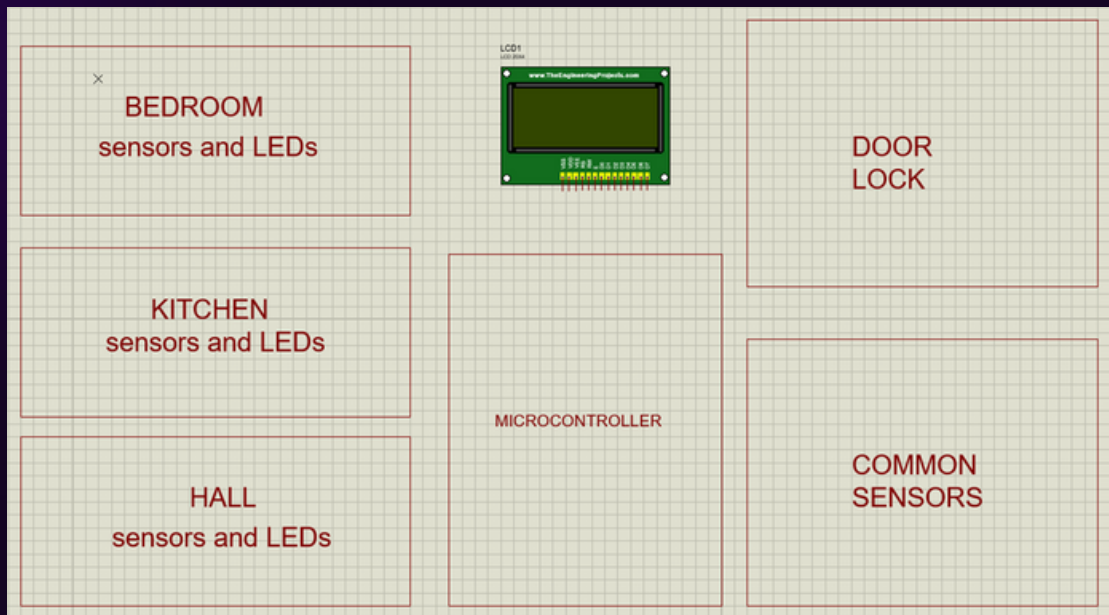 BEDROOM
sensors and LEDs
LCD1
www.TheEngineeringProjects.com
DOOR
LOCK
KITCHEN
sensors and LEDs
MICROCONTROLLER
HALL
sensors and LEDs
COMMON
SENSORS